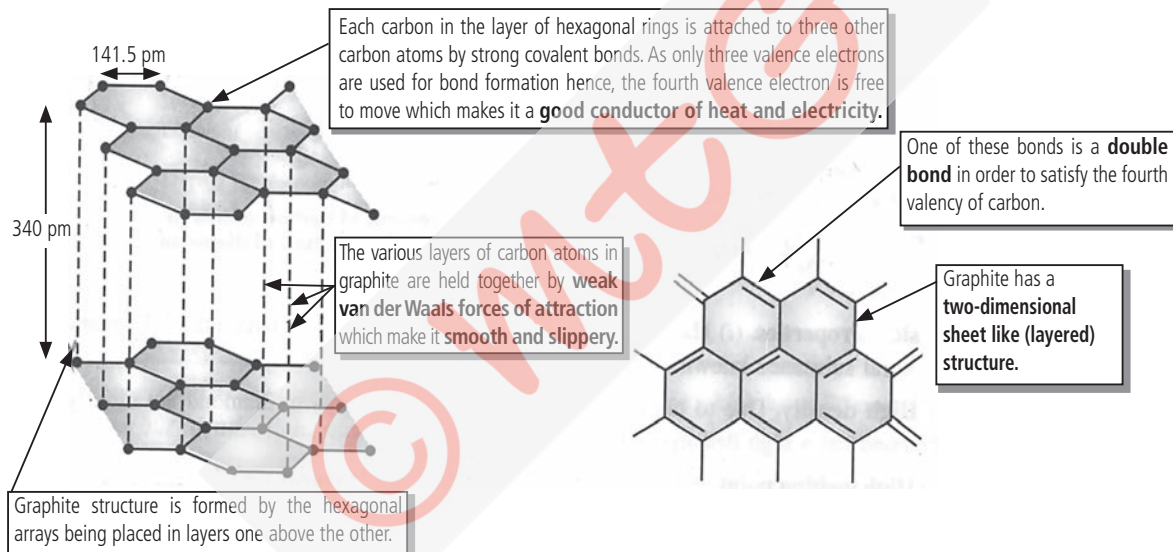 Each carbon in the layer of hexagonal rings is attached to three other
carbon atoms by strong covalent bonds. As only three valence electrons
are used for bond formation hence, the fourth valence electron is free
to move which makes it a good conductor of heat and electricity.
141.5 pm
One of these bonds is a double
bond in order to satisfy the fourth
valency of carbon.
340 pm
The various layers of carbon atoms in
graphite are held together by weak
van der Waals forces of attraction
which make it smooth and slippery.
Graphite has a
two-dimensional
sheet like (layered)
structure.
Graphite structure is formed by the hexagonal
arrays being placed in layers one above the other.
© mtG